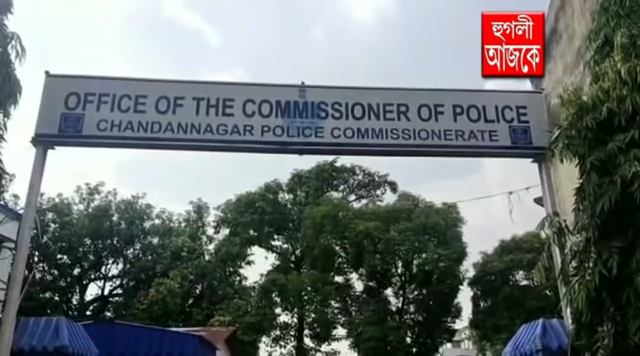 হুগলী
আজকে
OFFICE OF THE COMMISSIONER OF POLICE
CHANDANNAGAR POLICE COMMISSIONERATE